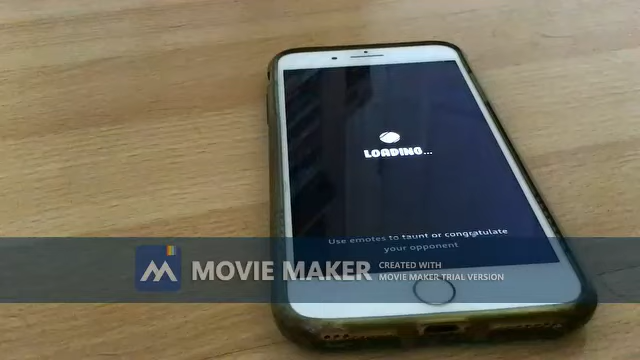 LOADING...
Use emotes to taunt or congratulate
your opponent
MOVIE MAKER
CREATED WITH
MOVIE MAKER TRIAL VERSION